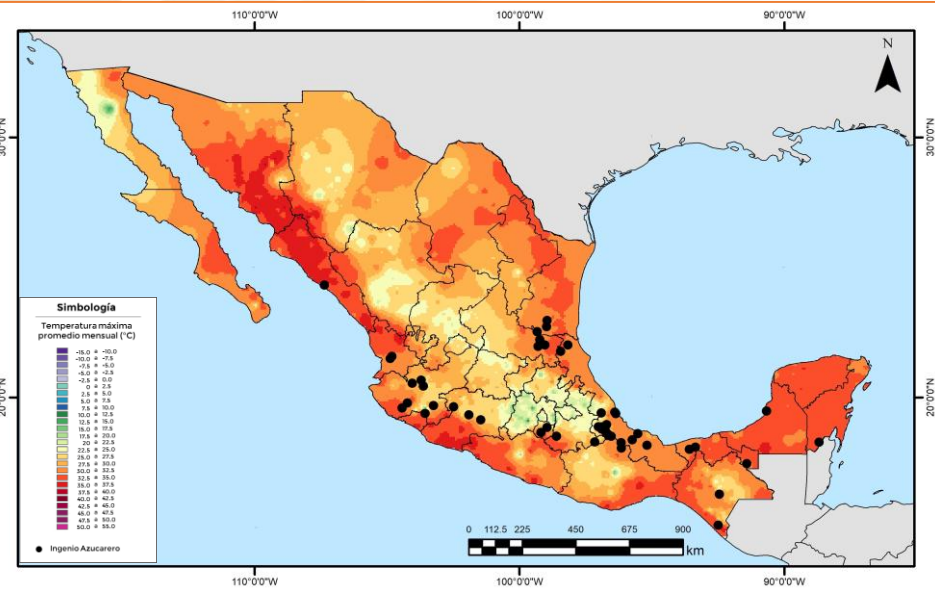 110°0'0"W 100°0'0"W 90°0'0"W
N
30°0'0"N 30°0'0"N
20°0'0"N 20°0'0"N
Simbología
Temperatura máxima
promedio mensual (°C)
-15.0 a -10.0
-10.0 a -7.5
-7.5 a -5.0
-5.0 a -2.5
-2.5 a 0.0
0 a 2.5
2.5 a 5.0
5.0 a 7.5
7.5 a 10.0
10.0 a 12.5
12.5 a 15.0
15.0 a 17.5
17.5 a 20.0
20 a 22.5
22.5 a 25.0
25.0 a 27.5
27.5 a 30.0
30.0 a 32.5
32.5 a 35.0
35.0 a 37.5
37.5 a 40.0
40.0 a 42.5
42.5 a 45.0
45.0 a 47.5
47.5 a 50.0
50.0 a 55.0
Ingenio Azucarero
0 112.5 225 450 675 900
km
110°0'0"W 100°0'0"W 90°0'0"W